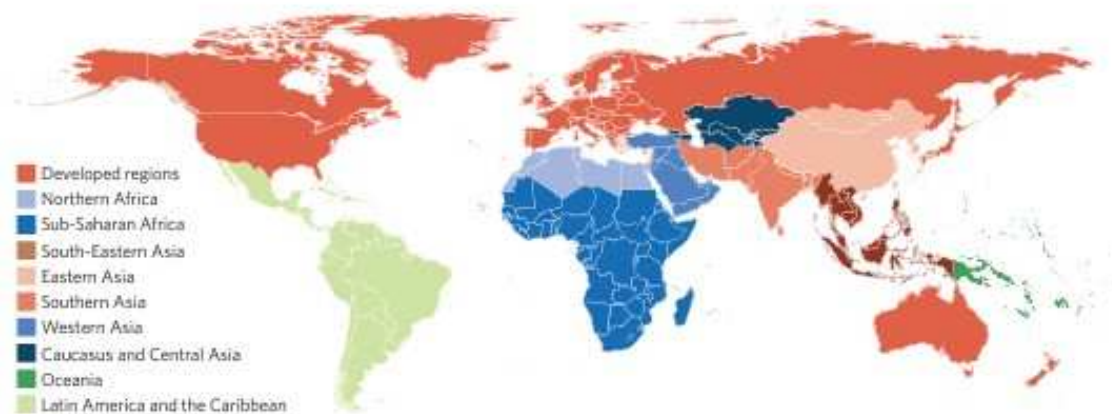 Developed regions
Northern Africa
Sub-Saharan Africa
South-Eastern Asia
Eastern Asia
Southern Asia
Western Asia
Caucasus and Central Asia
Oceania
Latin America and the Caribbean